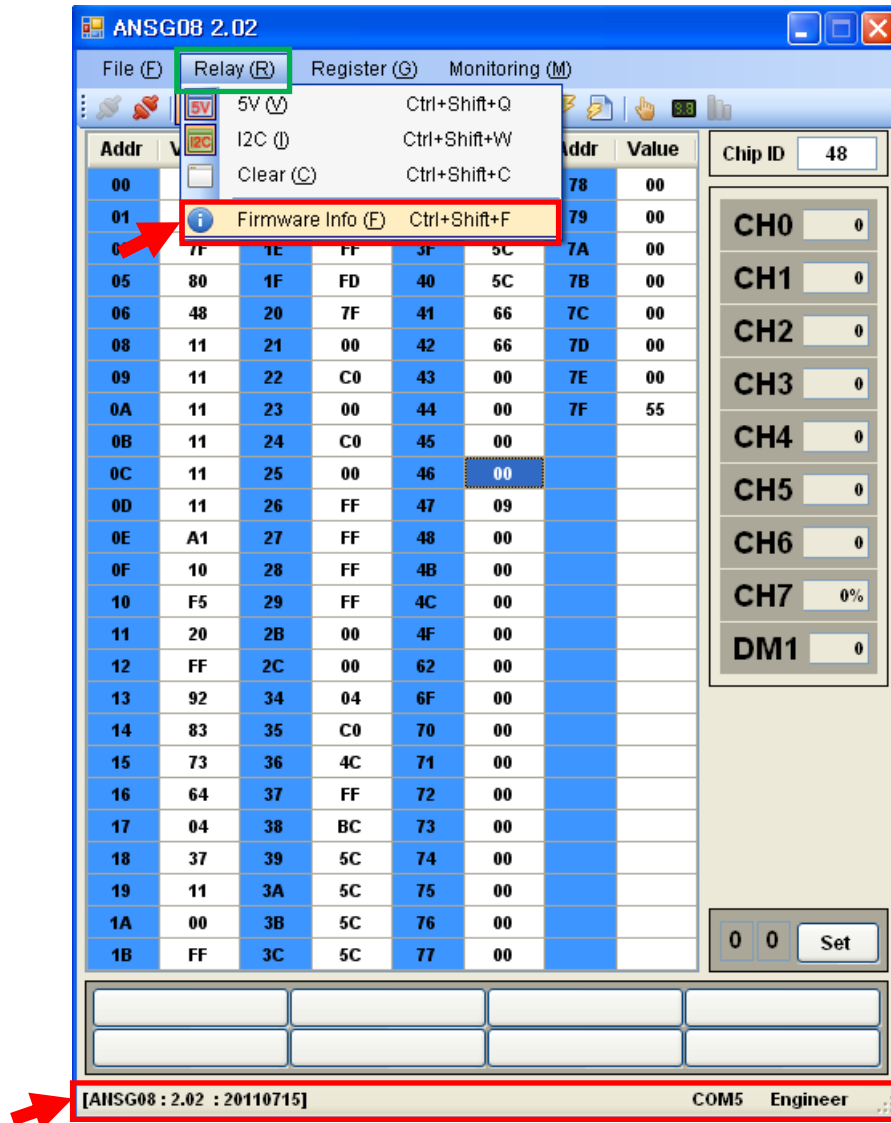 ANSG08 2.02
File (F) Relay (R) Register (G) Monitoring (M)
5V 5V (V) Ctrl+Shift+Q
I2C I2C (I) Ctrl+Shift+W
Clear (C) Ctrl+Shift+C
Firmware Info (F) Ctrl+Shift+F
Addr Addr Value
00 78 00
01 79 00
7F 1E FF 3F 5C 7A 00
05 80 1F FD 40 5C 7B 00
06 48 20 7F 41 66 7C 00
08 11 21 00 42 66 7D 00
09 11 22 C0 43 00 7E 00
0A 11 23 00 44 00 7F 55
0B 11 24 C0 45 00
0C 11 25 00 46 00
0D 11 26 FF 47 09
0E A1 27 FF 48 00
0F 10 28 FF 4B 00
10 F5 29 FF 4C 00
11 20 2B 00 4F 00
12 FF 2C 00 62 00
13 92 34 04 6F 00
14 83 35 C0 70 00
15 73 36 4C 71 00
16 64 37 FF 72 00
17 04 38 BC 73 00
18 37 39 5C 74 00
19 11 3A 5C 75 00
1A 00 3B 5C 76 00
1B FF 3C 5C 77 00
Chip ID 48
CH0 0
CH1 0
CH2 0
CH3 0
CH4 0
CH5 0
CH6 0
CH7 0%
DM1 0
0 0 Set
[ANSG08 : 2.02 : 20110715] COM5 Engineer